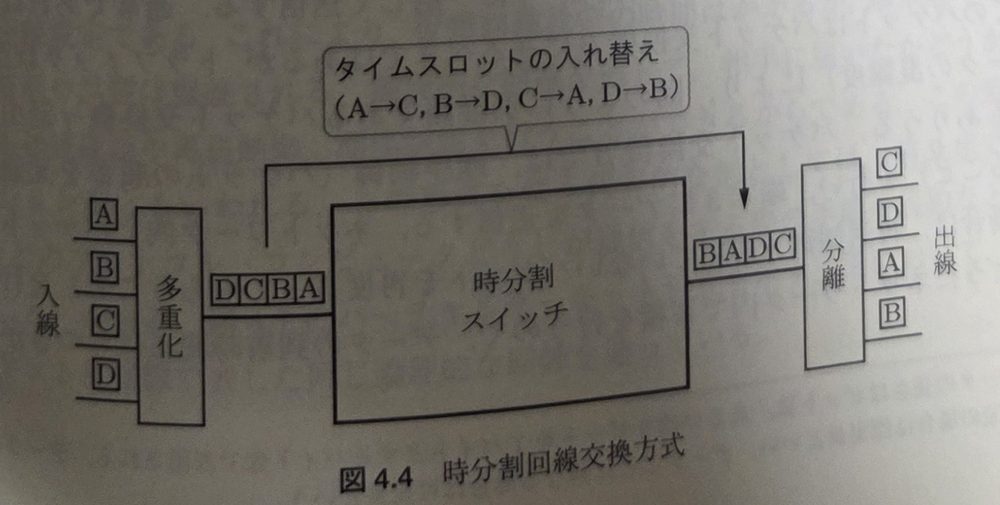 タイムスロットの入れ替え
(A→C, B→D, C→A, D→B)
入線
A
B
C
D
多重化
DCBA
時分割
スイッチ
BADC
分離
C
D
A
B
出線
図 4.4 時分割回線交換方式